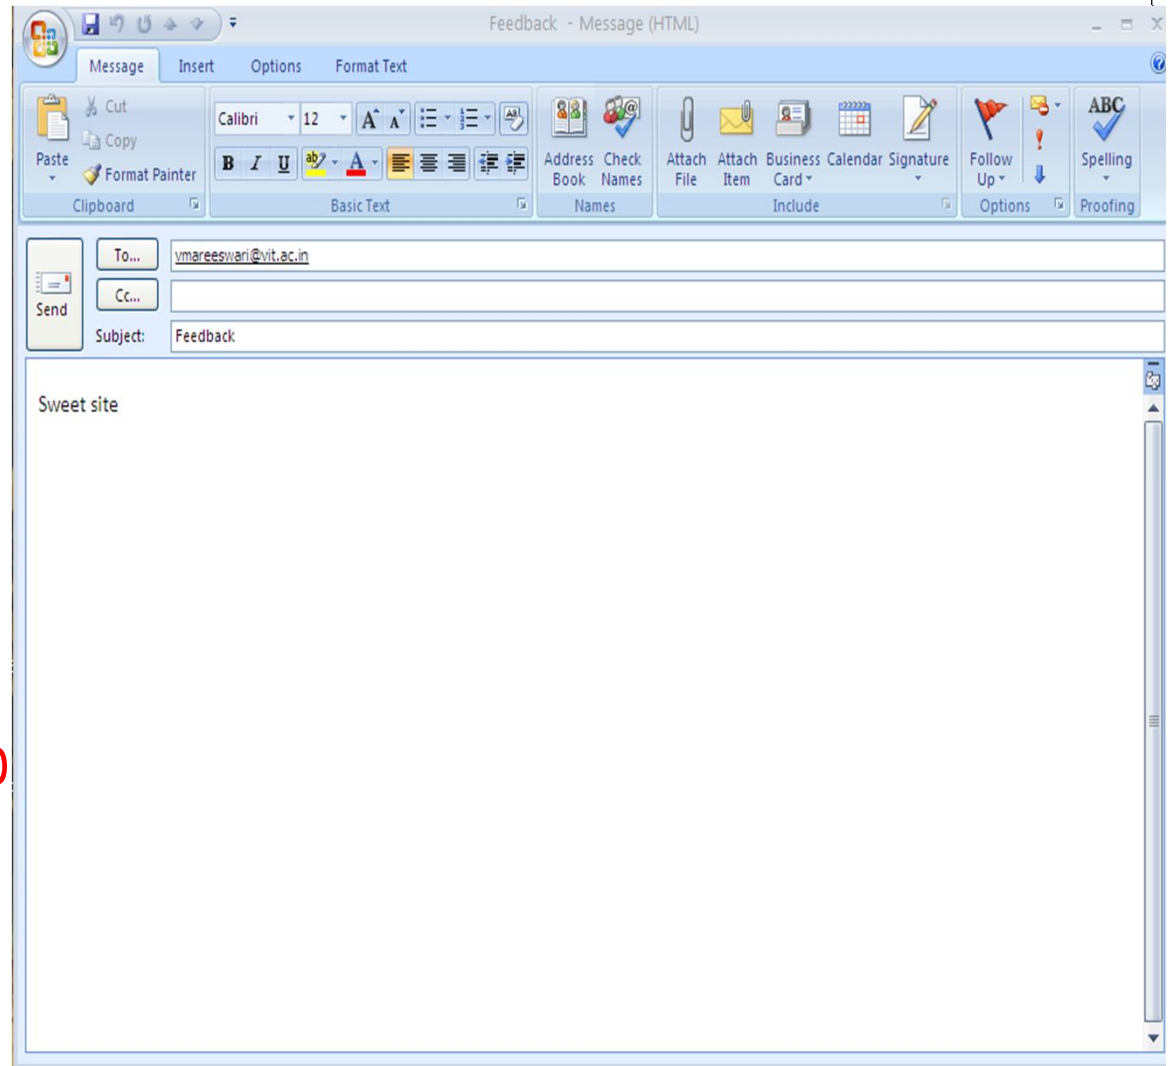 Feedback - Message (HTML)
Message Insert Options Format Text
Paste
Cut
Copy
Format Painter
Clipboard
Calibri 12
B I U ab A
Basic Text
Address Book
Check Names
Names
Attach File
Attach Item
Business Card
Calendar
Signature
Include
Follow Up
Options
ABC
Spelling
Proofing
Send
To... vmareeswari@vit.ac.in
Cc...
Subject: Feedback
Sweet site